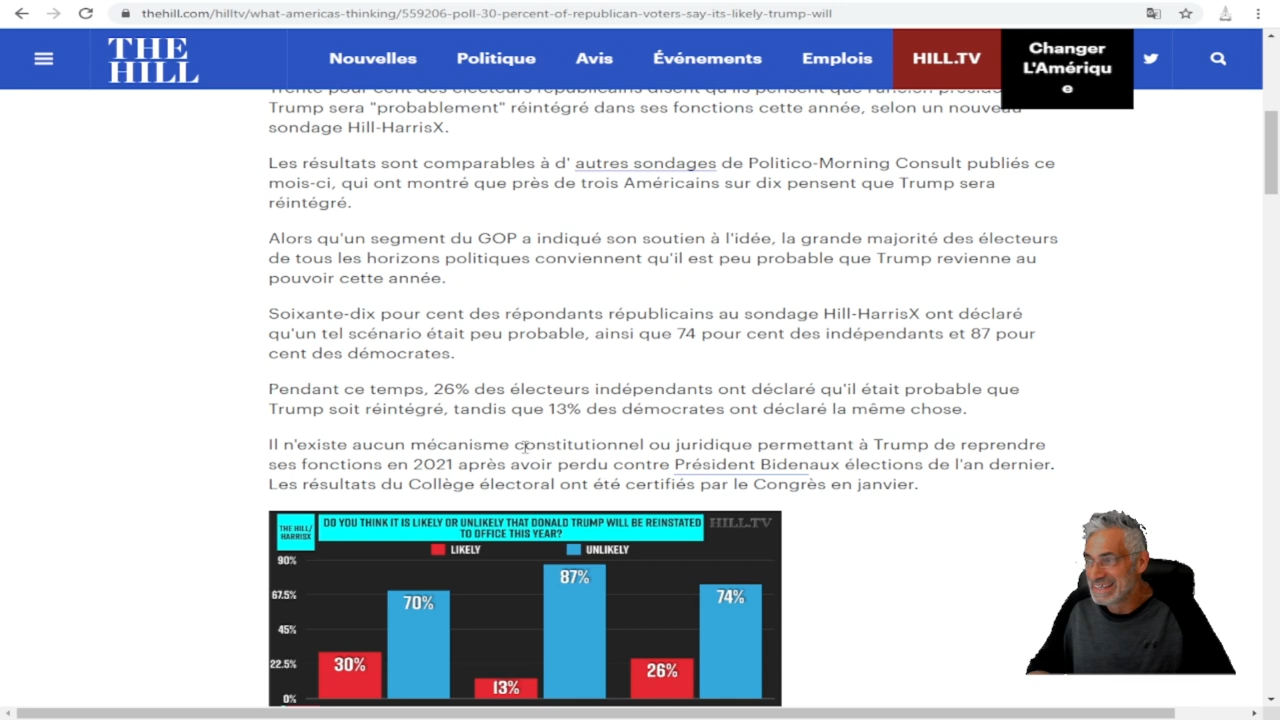 thehill.com/hilltv/what-americas-thinking/559206-poll-30-percent-of-republican-voters-say-its-likely-trump-will
THE HILL
Nouvelles Politique Avis Événements Emplois HILL.TV
Changer
L'Amériqu
e
Trente pour cent des électeurs républicains disent qu'ils pensent que l'ancien
Trump sera "probablement" réintégré dans ses fonctions cette année, selon un nouveau
sondage Hill-HarrisX.
Les résultats sont comparables à d' autres sondages de Politico-Morning Consult publiés ce
mois-ci, qui ont montré que près de trois Américains sur dix pensent que Trump sera
réintégré.
Alors qu'un segment du GOP a indiqué son soutien à l'idée, la grande majorité des électeurs
de tous les horizons politiques conviennent qu'il est peu probable que Trump revienne au
pouvoir cette année.
Soixante-dix pour cent des répondants républicains au sondage Hill-HarrisX ont déclaré
qu'un tel scénario était peu probable, ainsi que 74 pour cent des indépendants et 87 pour
cent des démocrates.
Pendant ce temps, 26% des électeurs indépendants ont déclaré qu'il était probable que
Trump soit réintégré, tandis que 13% des démocrates ont déclaré la même chose.
Il n'existe aucun mécanisme constitutionnel ou juridique permettant à Trump de reprendre
ses fonctions en 2021 après avoir perdu contre Président Bidenaux élections de l'an dernier.
Les résultats du Collège électoral ont été certifiés par le Congrès en janvier.
THE HILL/
HARRISX
DO YOU THINK IT IS LIKELY OR UNLIKELY THAT DONALD TRUMP WILL BE REINSTATED
TO OFFICE THIS YEAR?
HILL.TV
LIKELY UNLIKELY
90%
67.5%
45%
22.5%
0%
30% 70% 13% 87% 26% 74%